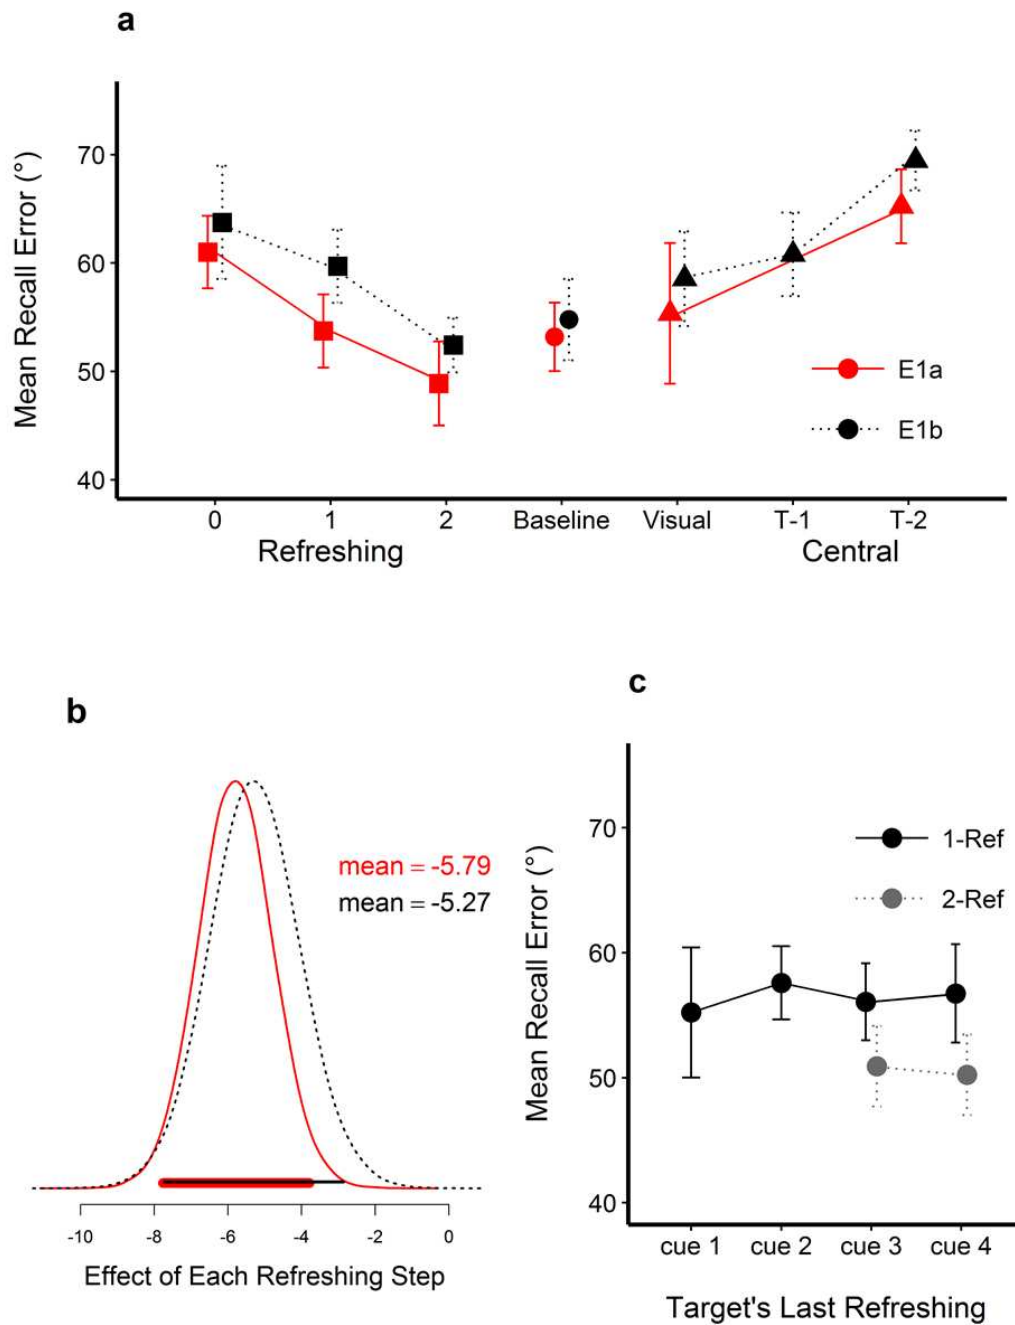 a
Mean Recall Error (°)
70
60
50
40
E1a
E1b
0 1 2 Baseline Visual T-1 T-2
Refreshing Central
b
mean = -5.79
mean = -5.27
-10 -8 -6 -4 -2 0
Effect of Each Refreshing Step
c
Mean Recall Error (°)
70
60
50
40
1-Ref
2-Ref
cue 1 cue 2 cue 3 cue 4
Target's Last Refreshing